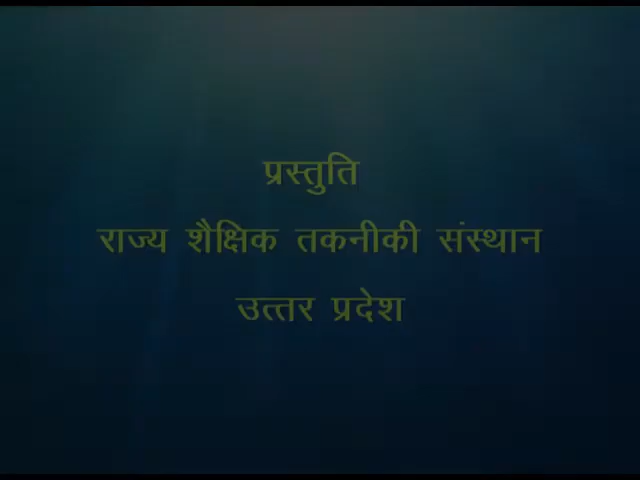 प्रस्तुति
राज्य शैक्षिक तकनीकी संस्थान
उत्तर प्रदेश